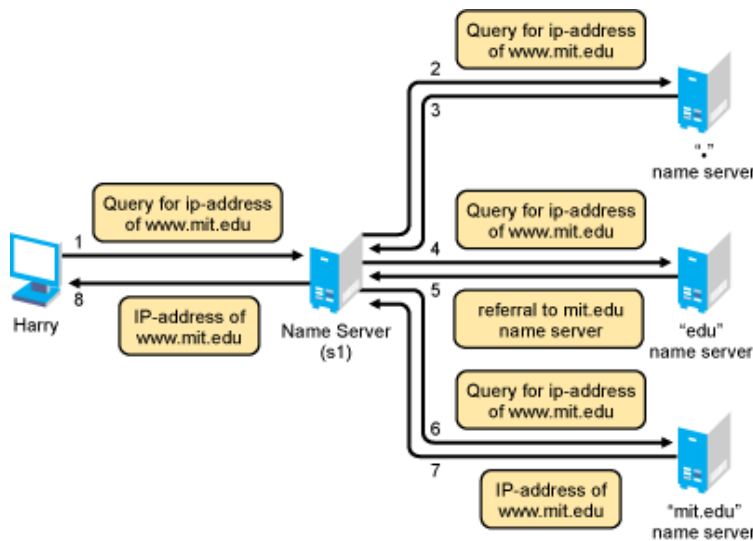 Query for ip-address
of www.mit.edu
2
3
"."
name server
Query for ip-address
of www.mit.edu
1
8
Harry
IP-address of
www.mit.edu
Name Server
(s1)
Query for ip-address
of www.mit.edu
4
5
referral to mit.edu
name server
"edu"
name server
Query for ip-address
of www.mit.edu
6
7
IP-address of
www.mit.edu
"mit.edu"
name server